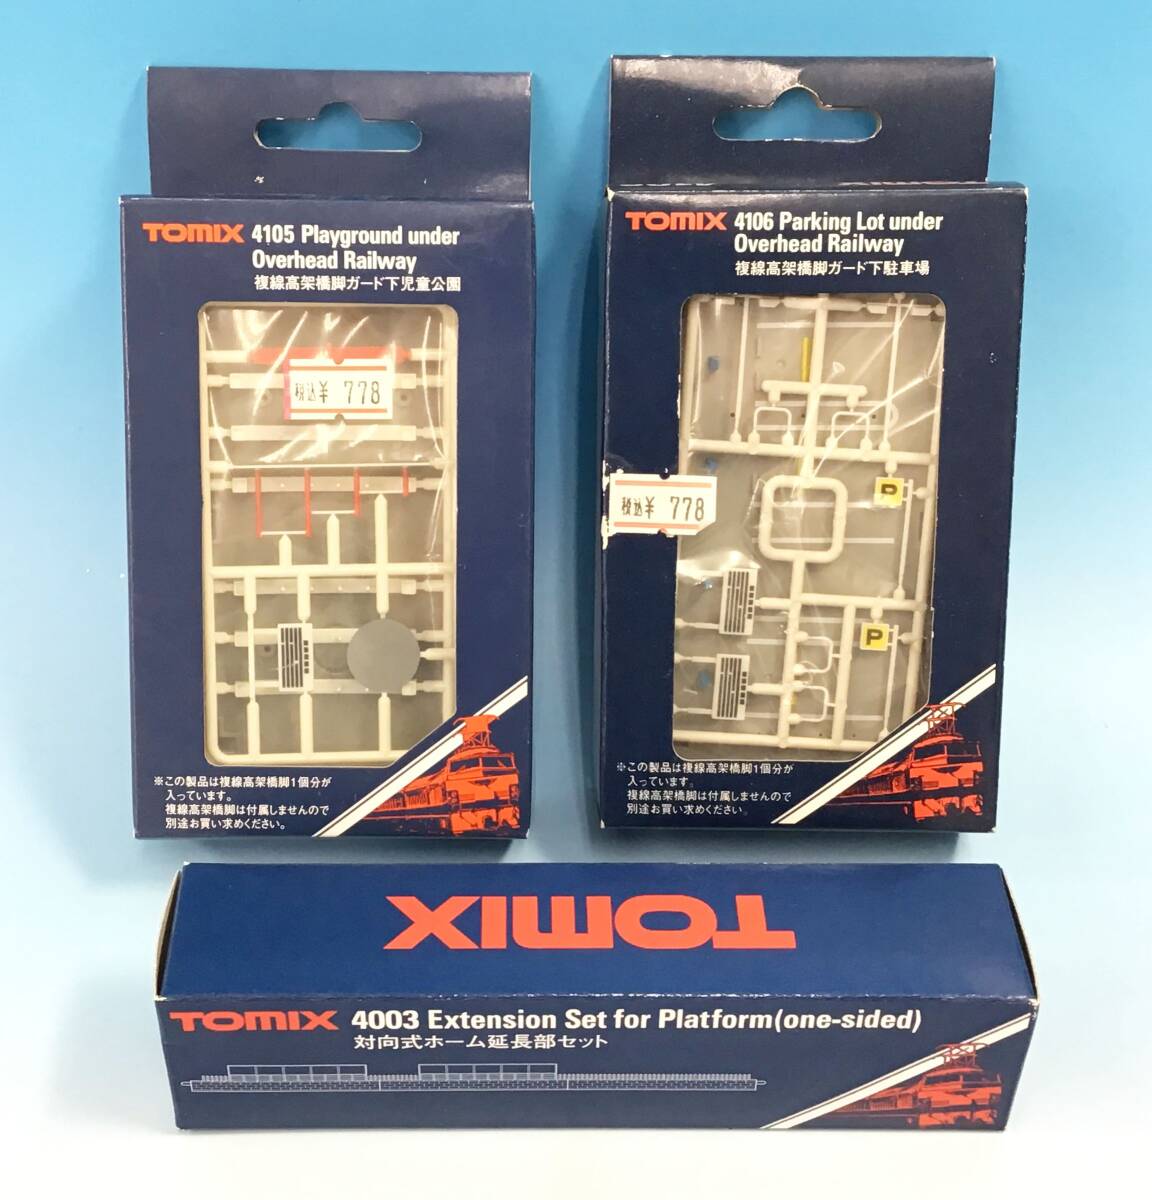 TOMIX 4105 Playground under
Overhead Railway
複線高架橋脚ガード下児童公園
税込¥ 778
※この製品は複線高架橋脚1個分が
入っています。
複線高架橋脚は付属しませんので
別途お買い求めください。
TOMIX 4106 Parking Lot under
Overhead Railway
複線高架橋脚ガード下駐車場
税込¥ 778
P
P
※この製品は複線高架橋脚1個分が
入っています。
複線高架橋脚は付属しませんので
別途お買い求めください。
TOMIX
TOMIX 4003 Extension Set for Platform(one-sided)
対向式ホーム延長部セット